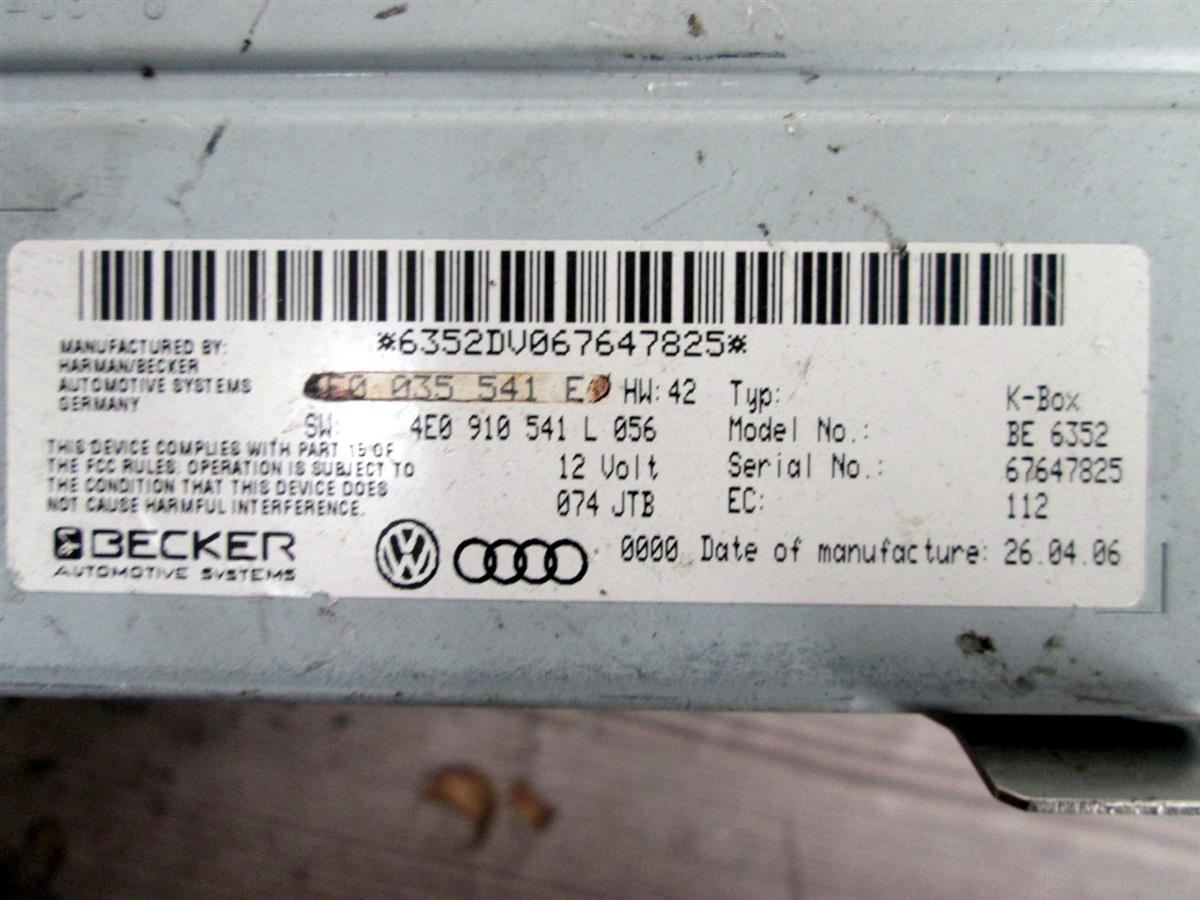 *6352DV067647825*
MANUFACTURED BY:
HARMAN/BECKER
AUTOMOTIVE SYSTEMS
GERMANY
4E0 035 541 E HW: 42
SW: 4E0 910 541 L 056
12 Volt
074 JTB
Typ: K-Box
Model No.: BE 6352
Serial No.: 67647825
EC: 112
THIS DEVICE COMPLIES WITH PART 15 OF
THE FCC RULES. OPERATION IS SUBJECT TO
THE CONDITION THAT THIS DEVICE DOES
NOT CAUSE HARMFUL INTERFERENCE.
BECKER
AUTOMOTIVE SYSTEMS
0000 Date of manufacture: 26.04.06